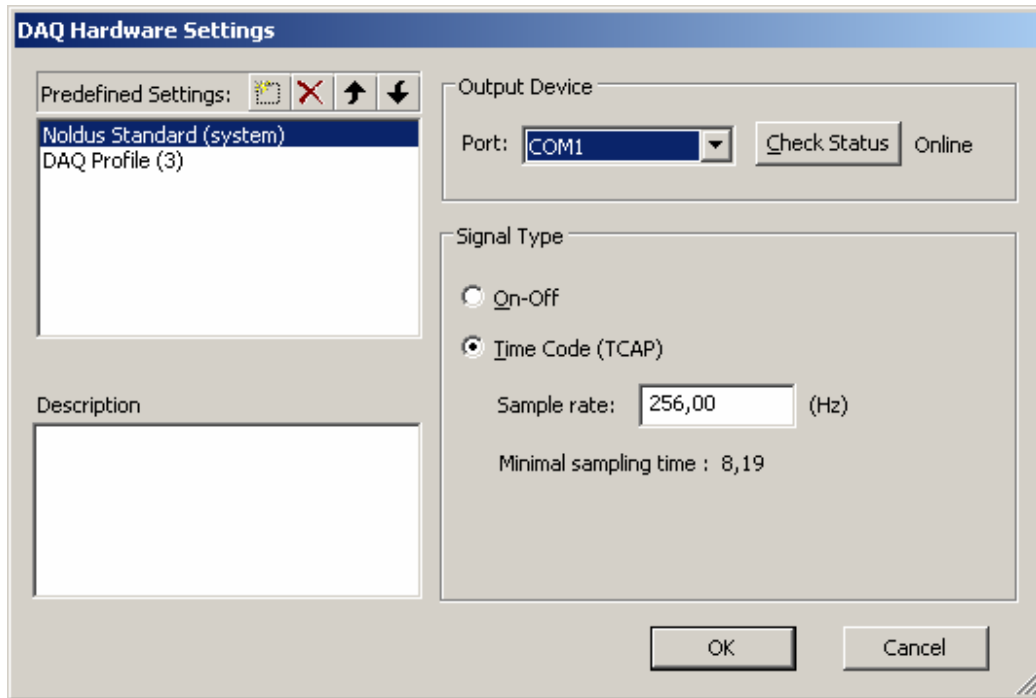 DAQ Hardware Settings
Predefined Settings:
Noldus Standard (system)
DAQ Profile (3)
Description
Output Device
Port: COM1 Check Status Online
Signal Type
On-Off
Time Code (TCAP)
Sample rate: 256,00 (Hz)
Minimal sampling time : 8,19
OK Cancel